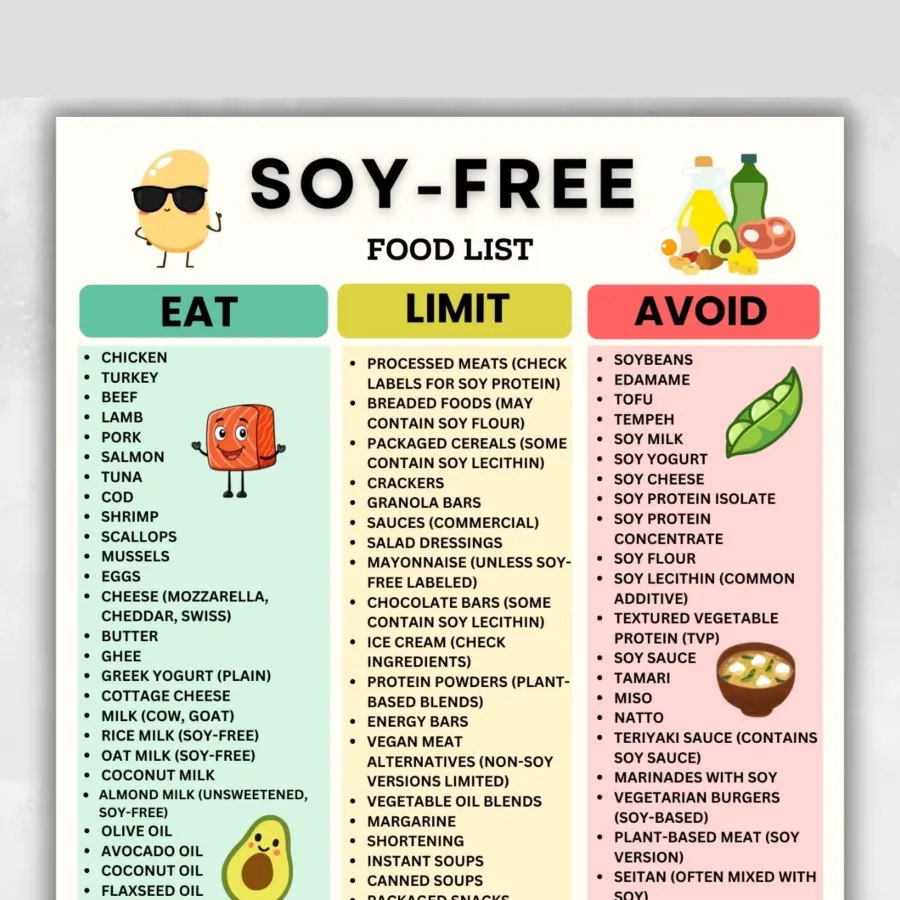 SOY-FREE
FOOD LIST
EAT
• CHICKEN
• TURKEY
• BEEF
• LAMB
• PORK
• SALMON
• TUNA
• COD
• SHRIMP
• SCALLOPS
• MUSSELS
• EGGS
• CHEESE (MOZZARELLA,
CHEDDAR, SWISS)
• BUTTER
• GHEE
• GREEK YOGURT (PLAIN)
• COTTAGE CHEESE
• MILK (COW, GOAT)
• RICE MILK (SOY-FREE)
• OAT MILK (SOY-FREE)
• COCONUT MILK
• ALMOND MILK (UNSWEETENED,
SOY-FREE)
• OLIVE OIL
• AVOCADO OIL
• COCONUT OIL
• FLAXSEED OIL
LIMIT
• PROCESSED MEATS (CHECK
LABELS FOR SOY PROTEIN)
• BREADED FOODS (MAY
CONTAIN SOY FLOUR)
• PACKAGED CEREALS (SOME
CONTAIN SOY LECITHIN)
• CRACKERS
• GRANOLA BARS
• SAUCES (COMMERCIAL)
• SALAD DRESSINGS
• MAYONNAISE (UNLESS SOY-
FREE LABELED)
• CHOCOLATE BARS (SOME
CONTAIN SOY LECITHIN)
• ICE CREAM (CHECK
INGREDIENTS)
• PROTEIN POWDERS (PLANT-
BASED BLENDS)
• ENERGY BARS
• VEGAN MEAT
ALTERNATIVES (NON-SOY
VERSIONS LIMITED)
• VEGETABLE OIL BLENDS
• MARGARINE
• SHORTENING
• INSTANT SOUPS
• CANNED SOUPS
• PACKAGED SNACKS
AVOID
• SOYBEANS
• EDAMAME
• TOFU
• TEMPEH
• SOY MILK
• SOY YOGURT
• SOY CHEESE
• SOY PROTEIN ISOLATE
• SOY PROTEIN
CONCENTRATE
• SOY FLOUR
• SOY LECITHIN (COMMON
ADDITIVE)
• TEXTURED VEGETABLE
PROTEIN (TVP)
• SOY SAUCE
• TAMARI
• MISO
• NATTO
• TERIYAKI SAUCE (CONTAINS
SOY SAUCE)
• MARINADES WITH SOY
• VEGETARIAN BURGERS
(SOY-BASED)
• PLANT-BASED MEAT (SOY
VERSION)
• SEITAN (OFTEN MIXED WITH
SOY)